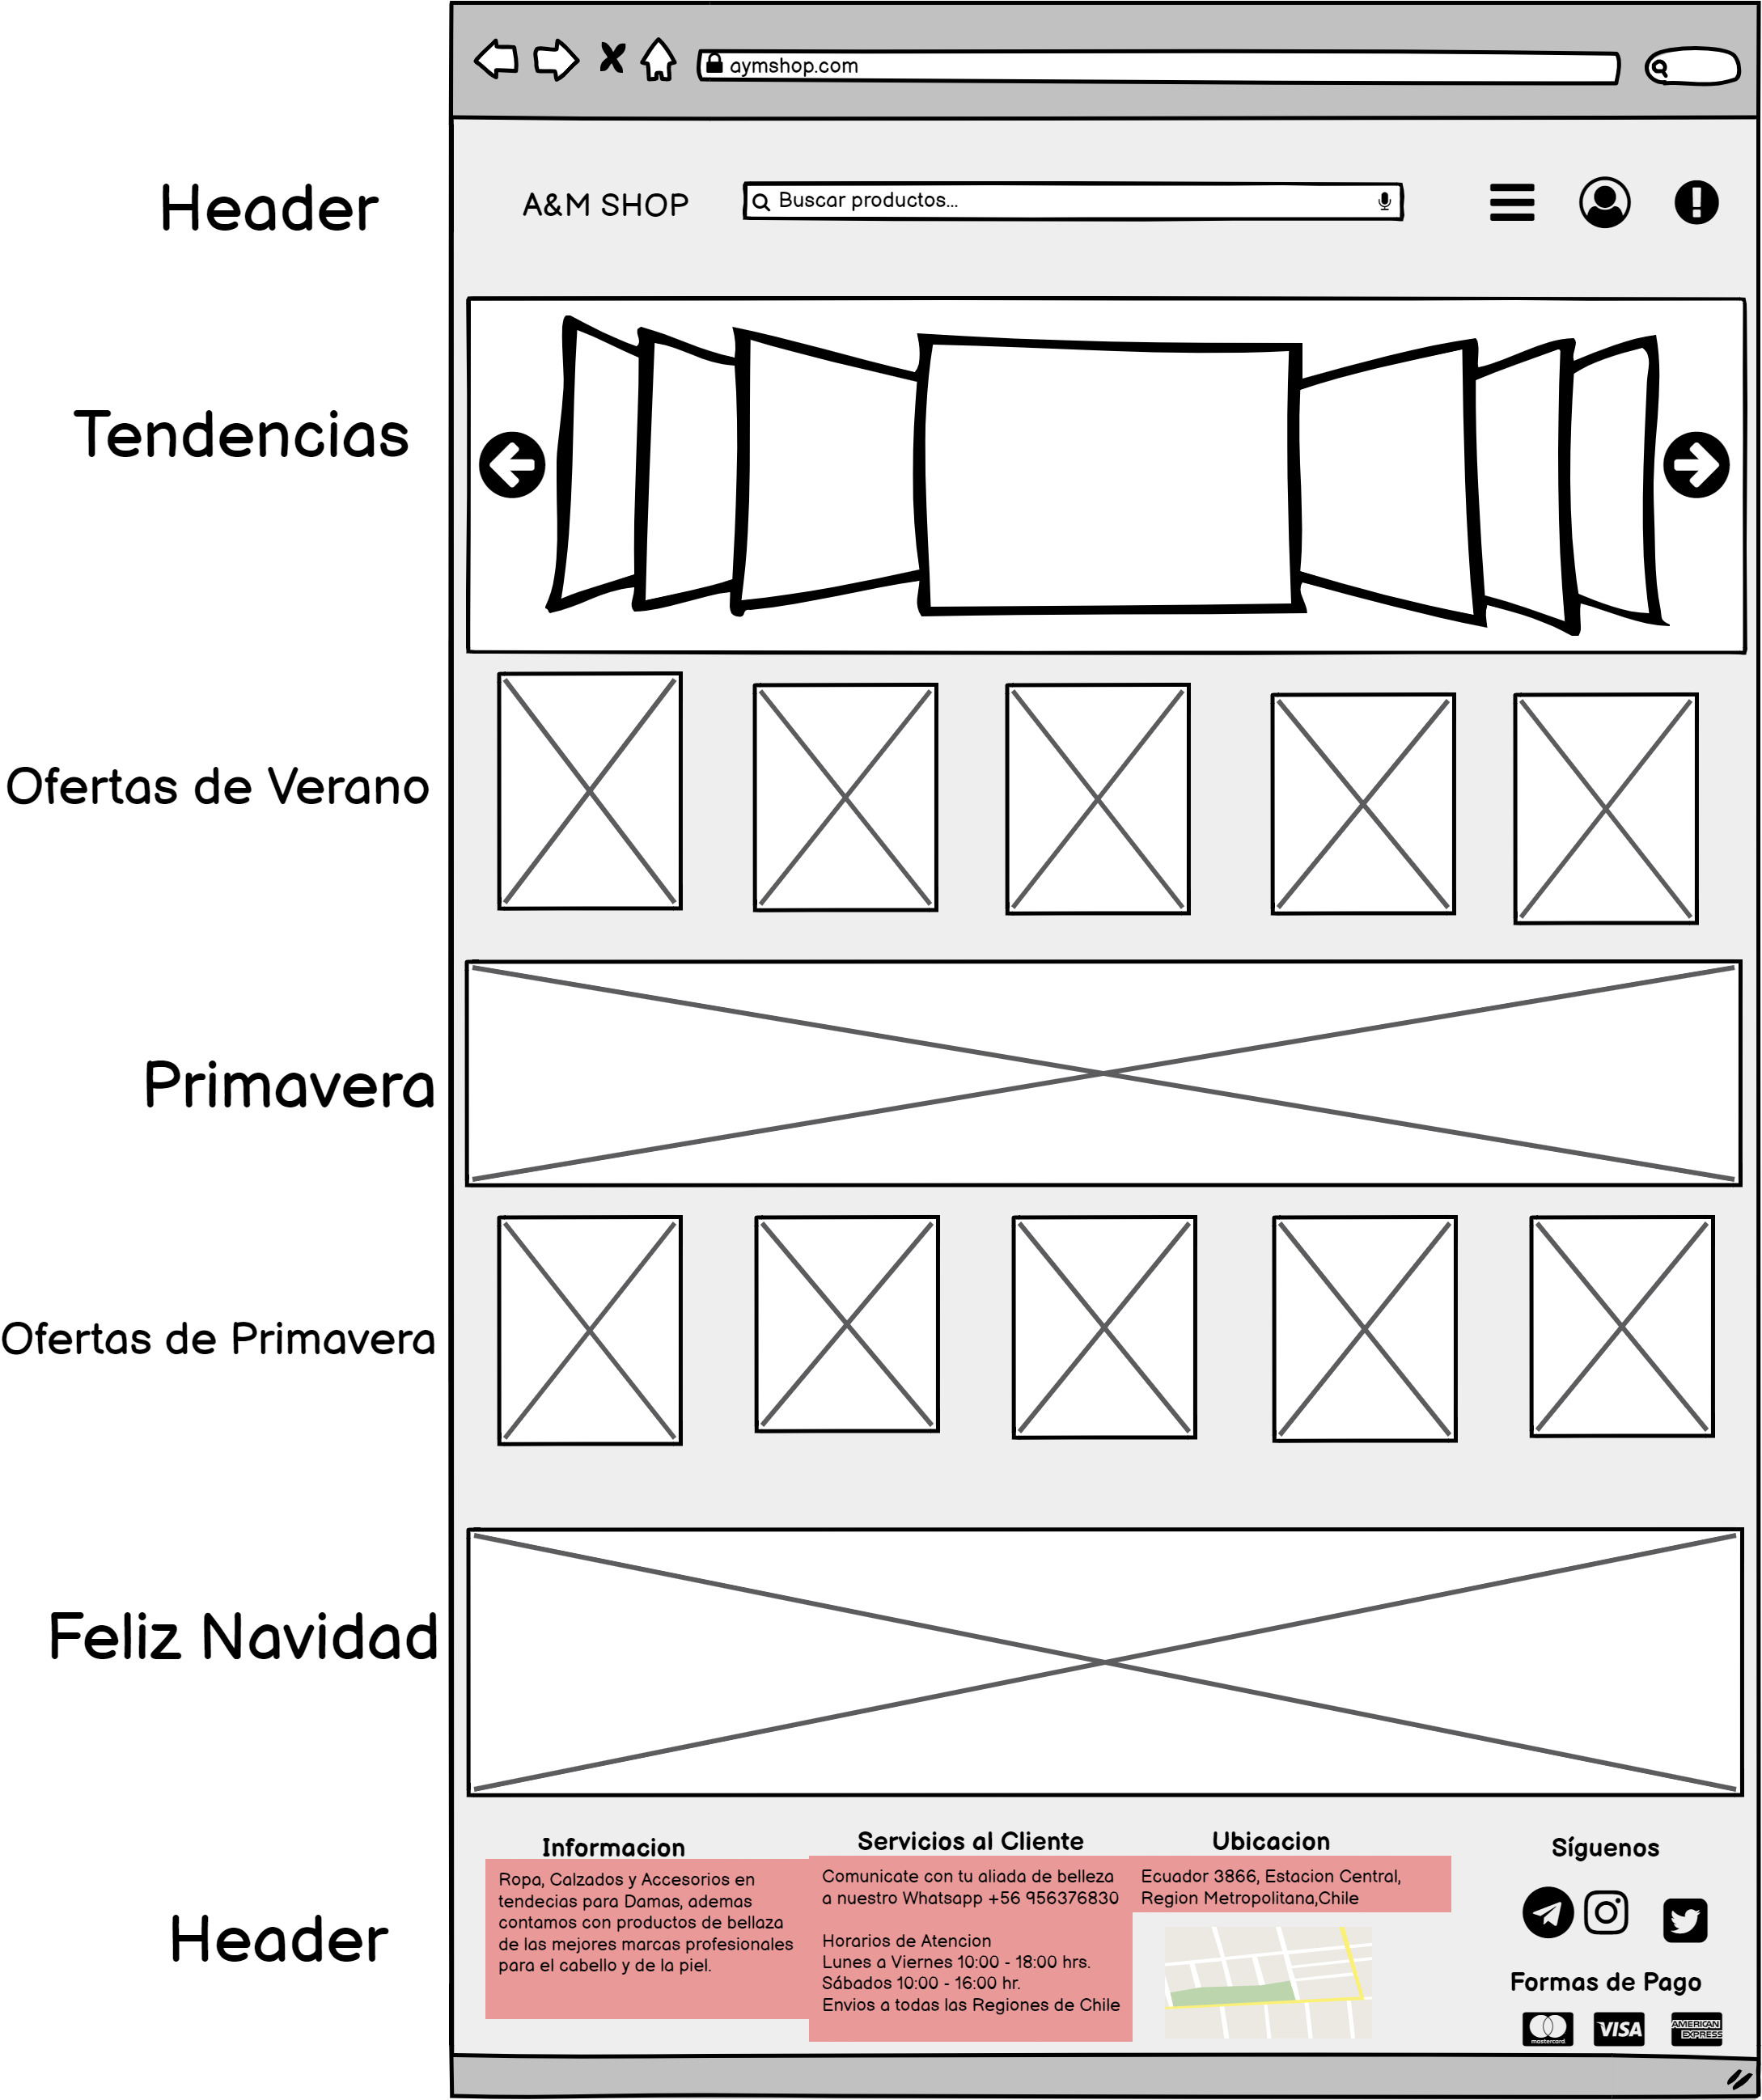 aymshop.com
Header
A&M SHOP
Buscar productos...
Tendencias
Ofertas de Verano
Primavera
Ofertas de Primavera
Feliz Navidad
Header
Informacion
Ropa, Calzados y Accesorios en
tendecias para Damas, ademas
contamos con productos de bellaza
de las mejores marcas profesionales
para el cabello y de la piel.
Servicios al Cliente
Comunicate con tu aliada de belleza
a nuestro Whatsapp +56 956376830
Horarios de Atencion
Lunes a Viernes 10:00 - 18:00 hrs.
Sábados 10:00 - 16:00 hr.
Envios a todas las Regiones de Chile
Ubicacion
Ecuador 3866, Estacion Central,
Region Metropolitana,Chile
Síguenos
Formas de Pago
mastercard
VISA
AMERICAN
EXPRESS